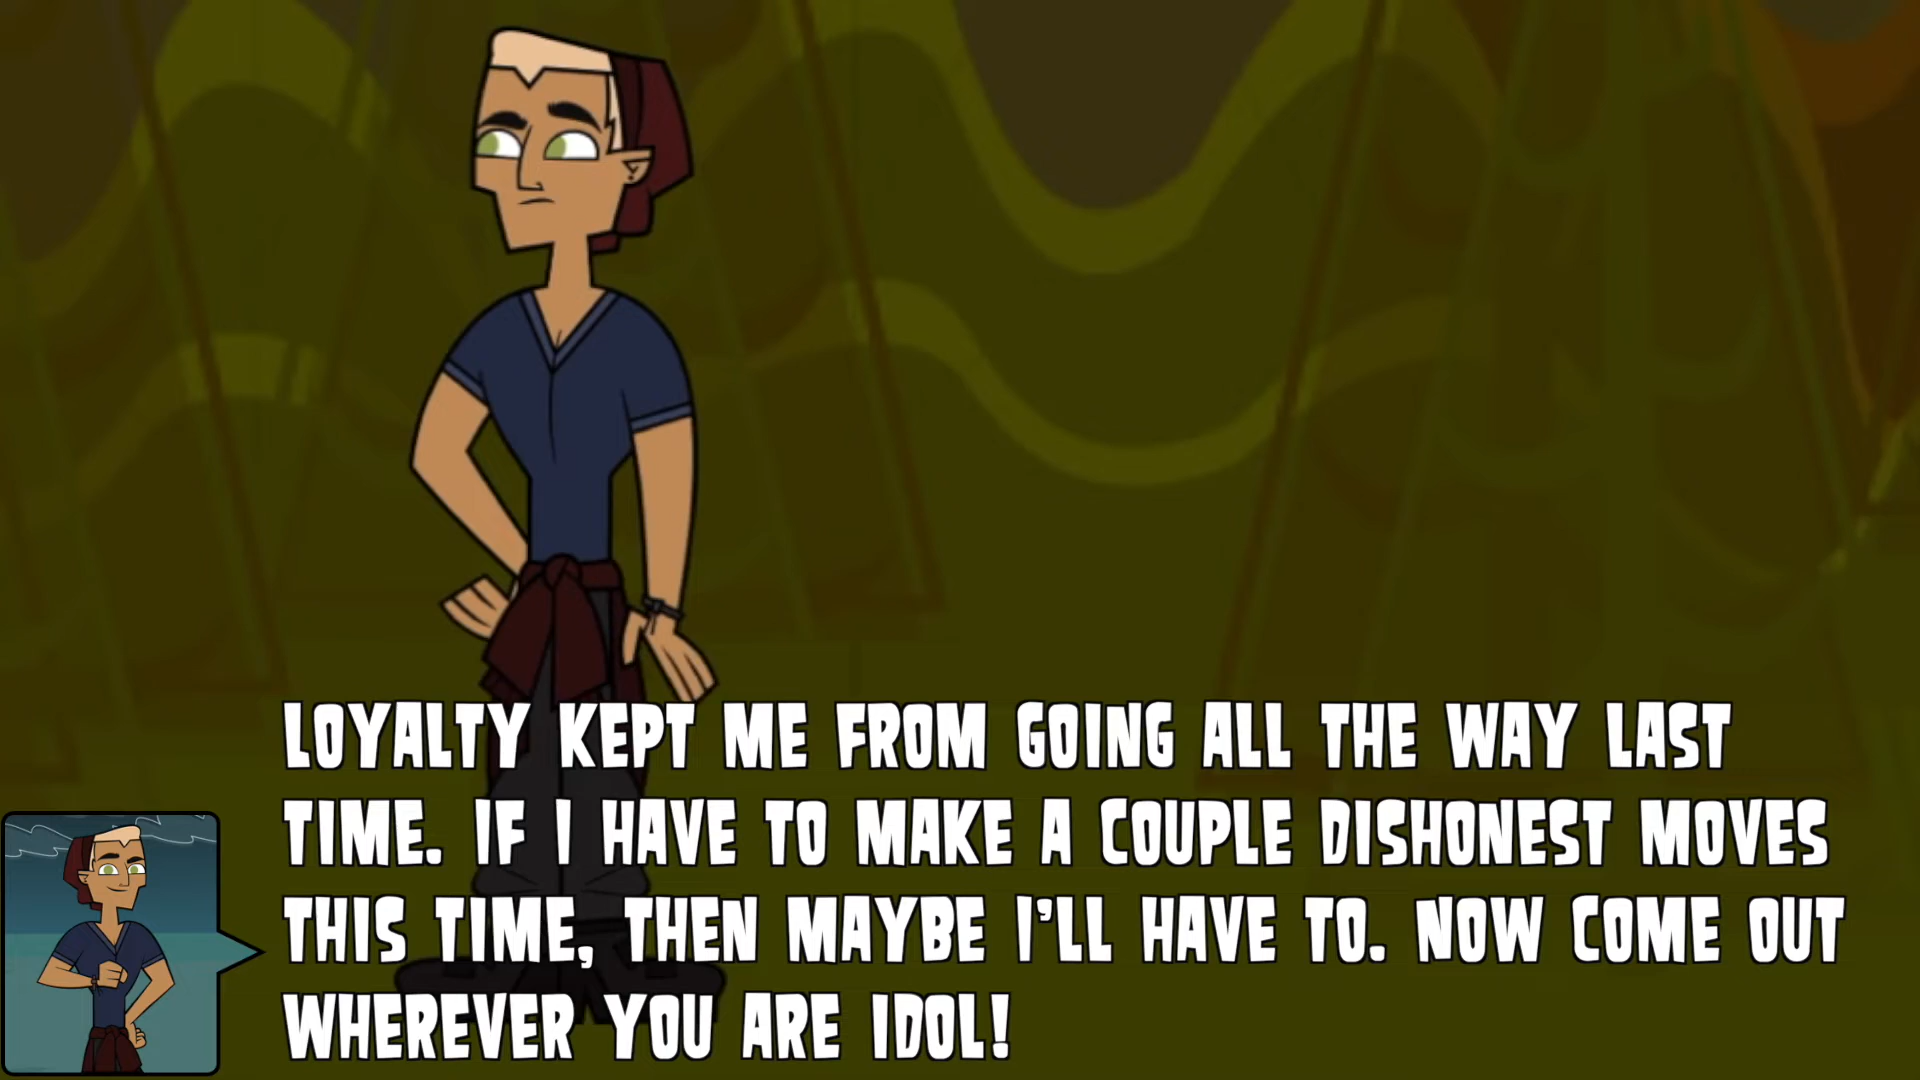 LOYALTY KEPT ME FROM GOING ALL THE WAY LAST
TIME. IF I HAVE TO MAKE A COUPLE DISHONEST MOVES
THIS TIME, THEN MAYBE I'LL HAVE TO. NOW COME OUT
WHEREVER YOU ARE IDOL!